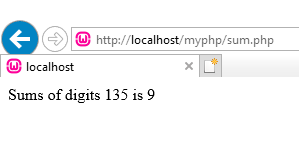 http://localhost/myphp/sum.php
localhost
Sums of digits 135 is 9